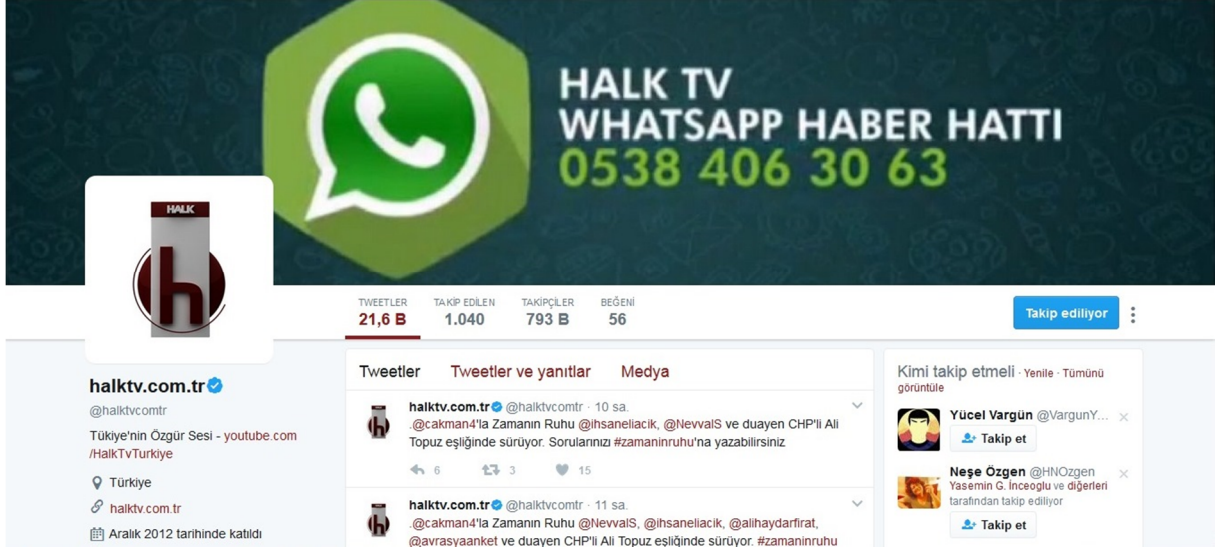 HALK TV
WHATSAPP HABER HATTI
0538 406 30 63
HALK
h
TWEETLER
21,6 B
TAKİP EDİLEN
1.040
TAKİPÇİLER
793 B
BEĞENİ
56
Takip ediliyor
halktv.com.tr
@halktvcomtr
Tükiye'nin Özgür Sesi - youtube.com
/HalkTvTurkiye
Türkiye
halktv.com.tr
Aralık 2012 tarihinde katıldı
Tweetler Tweetler ve yanıtlar Medya
halktv.com.tr @halktvcomtr · 10 sa.
.@cakman4'la Zamanın Ruhu @ihsaneliacik, @NevvalS ve duayen CHP'li Ali
Topuz eşliğinde sürüyor. Sorularınızı #zamaninruhu'na yazabilirsiniz
6 3 15
halktv.com.tr @halktvcomtr · 11 sa.
.@cakman4'la Zamanın Ruhu @NevvalS, @ihsaneliacik, @alihaydarfirat,
@avrasyaanket ve duayen CHP'li Ali Topuz eşliğinde sürüyor. #zamaninruhu
Kimi takip etmeli · Yenile · Tümünü
görüntüle
Yücel Vargün @VargunY...
Takip et
Neşe Özgen @HNOzgen
Yasemin G. İnceoglu ve diğerleri
tarafından takip ediliyor
Takip et